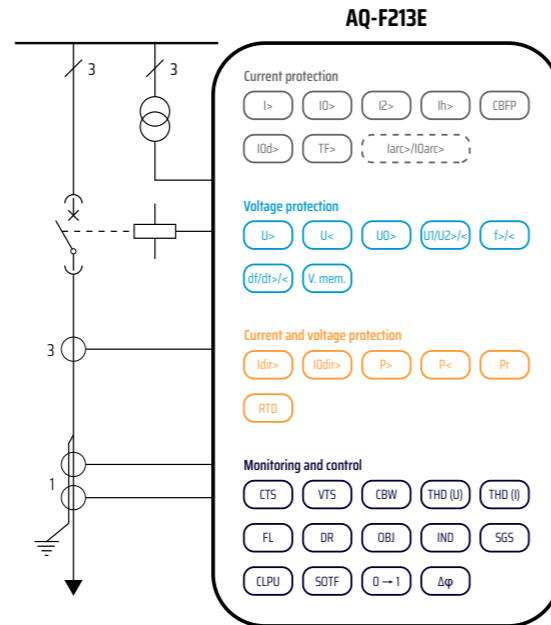 AQ-F213E
3 3
Current protection
I> I0> I2> Ih> CBFP
I0d> TF> Iarc>/I0arc>
Voltage protection
U> U< U0> U1/U2>/< f>/<
df/dt>/< V. mem.
3
Current and voltage protection
Idir> I0dir> P> P< Pr
RTD
1
Monitoring and control
CTS VTS CBW THD (U) THD (I)
FL DR OBJ IND SGS
CLPU SOTF 0 → 1 Δφ